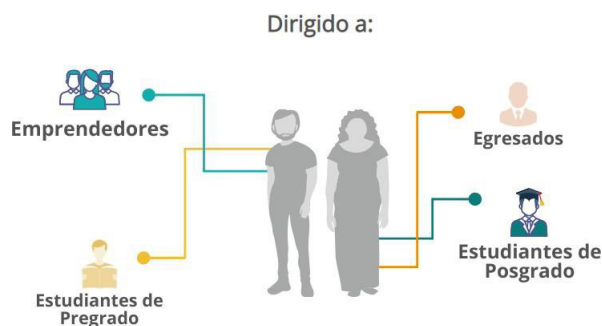 Dirigido a:
Emprendedores
Egresados
Estudiantes de
Posgrado
Estudiantes de
Pregrado